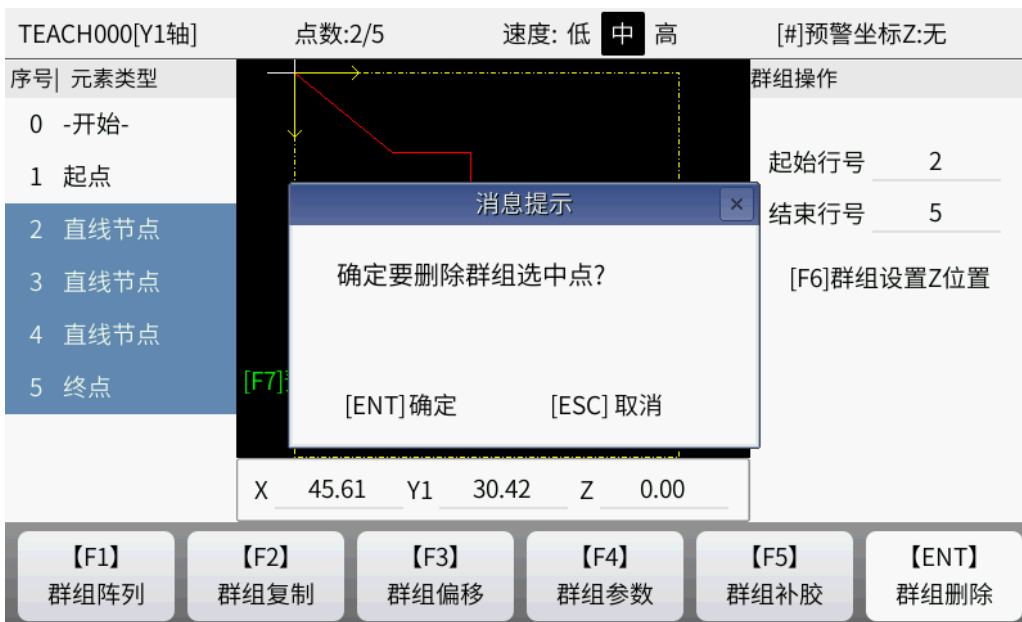 TEACH000[Y1轴] 点数:2/5 速度: 低 中 高 [#]预警坐标Z:无
序号| 元素类型
0 -开始-
1 起点
2 直线节点
3 直线节点
4 直线节点
5 终点
[F7]
消息提示
确定要删除群组选中点?
[ENT]确定 [ESC] 取消
X 45.61 Y1 30.42 Z 0.00
群组操作
起始行号 2
结束行号 5
[F6]群组设置Z位置
【F1】
群组阵列
【F2】
群组复制
【F3】
群组偏移
【F4】
群组参数
【F5】
群组补胶
【ENT】
群组删除